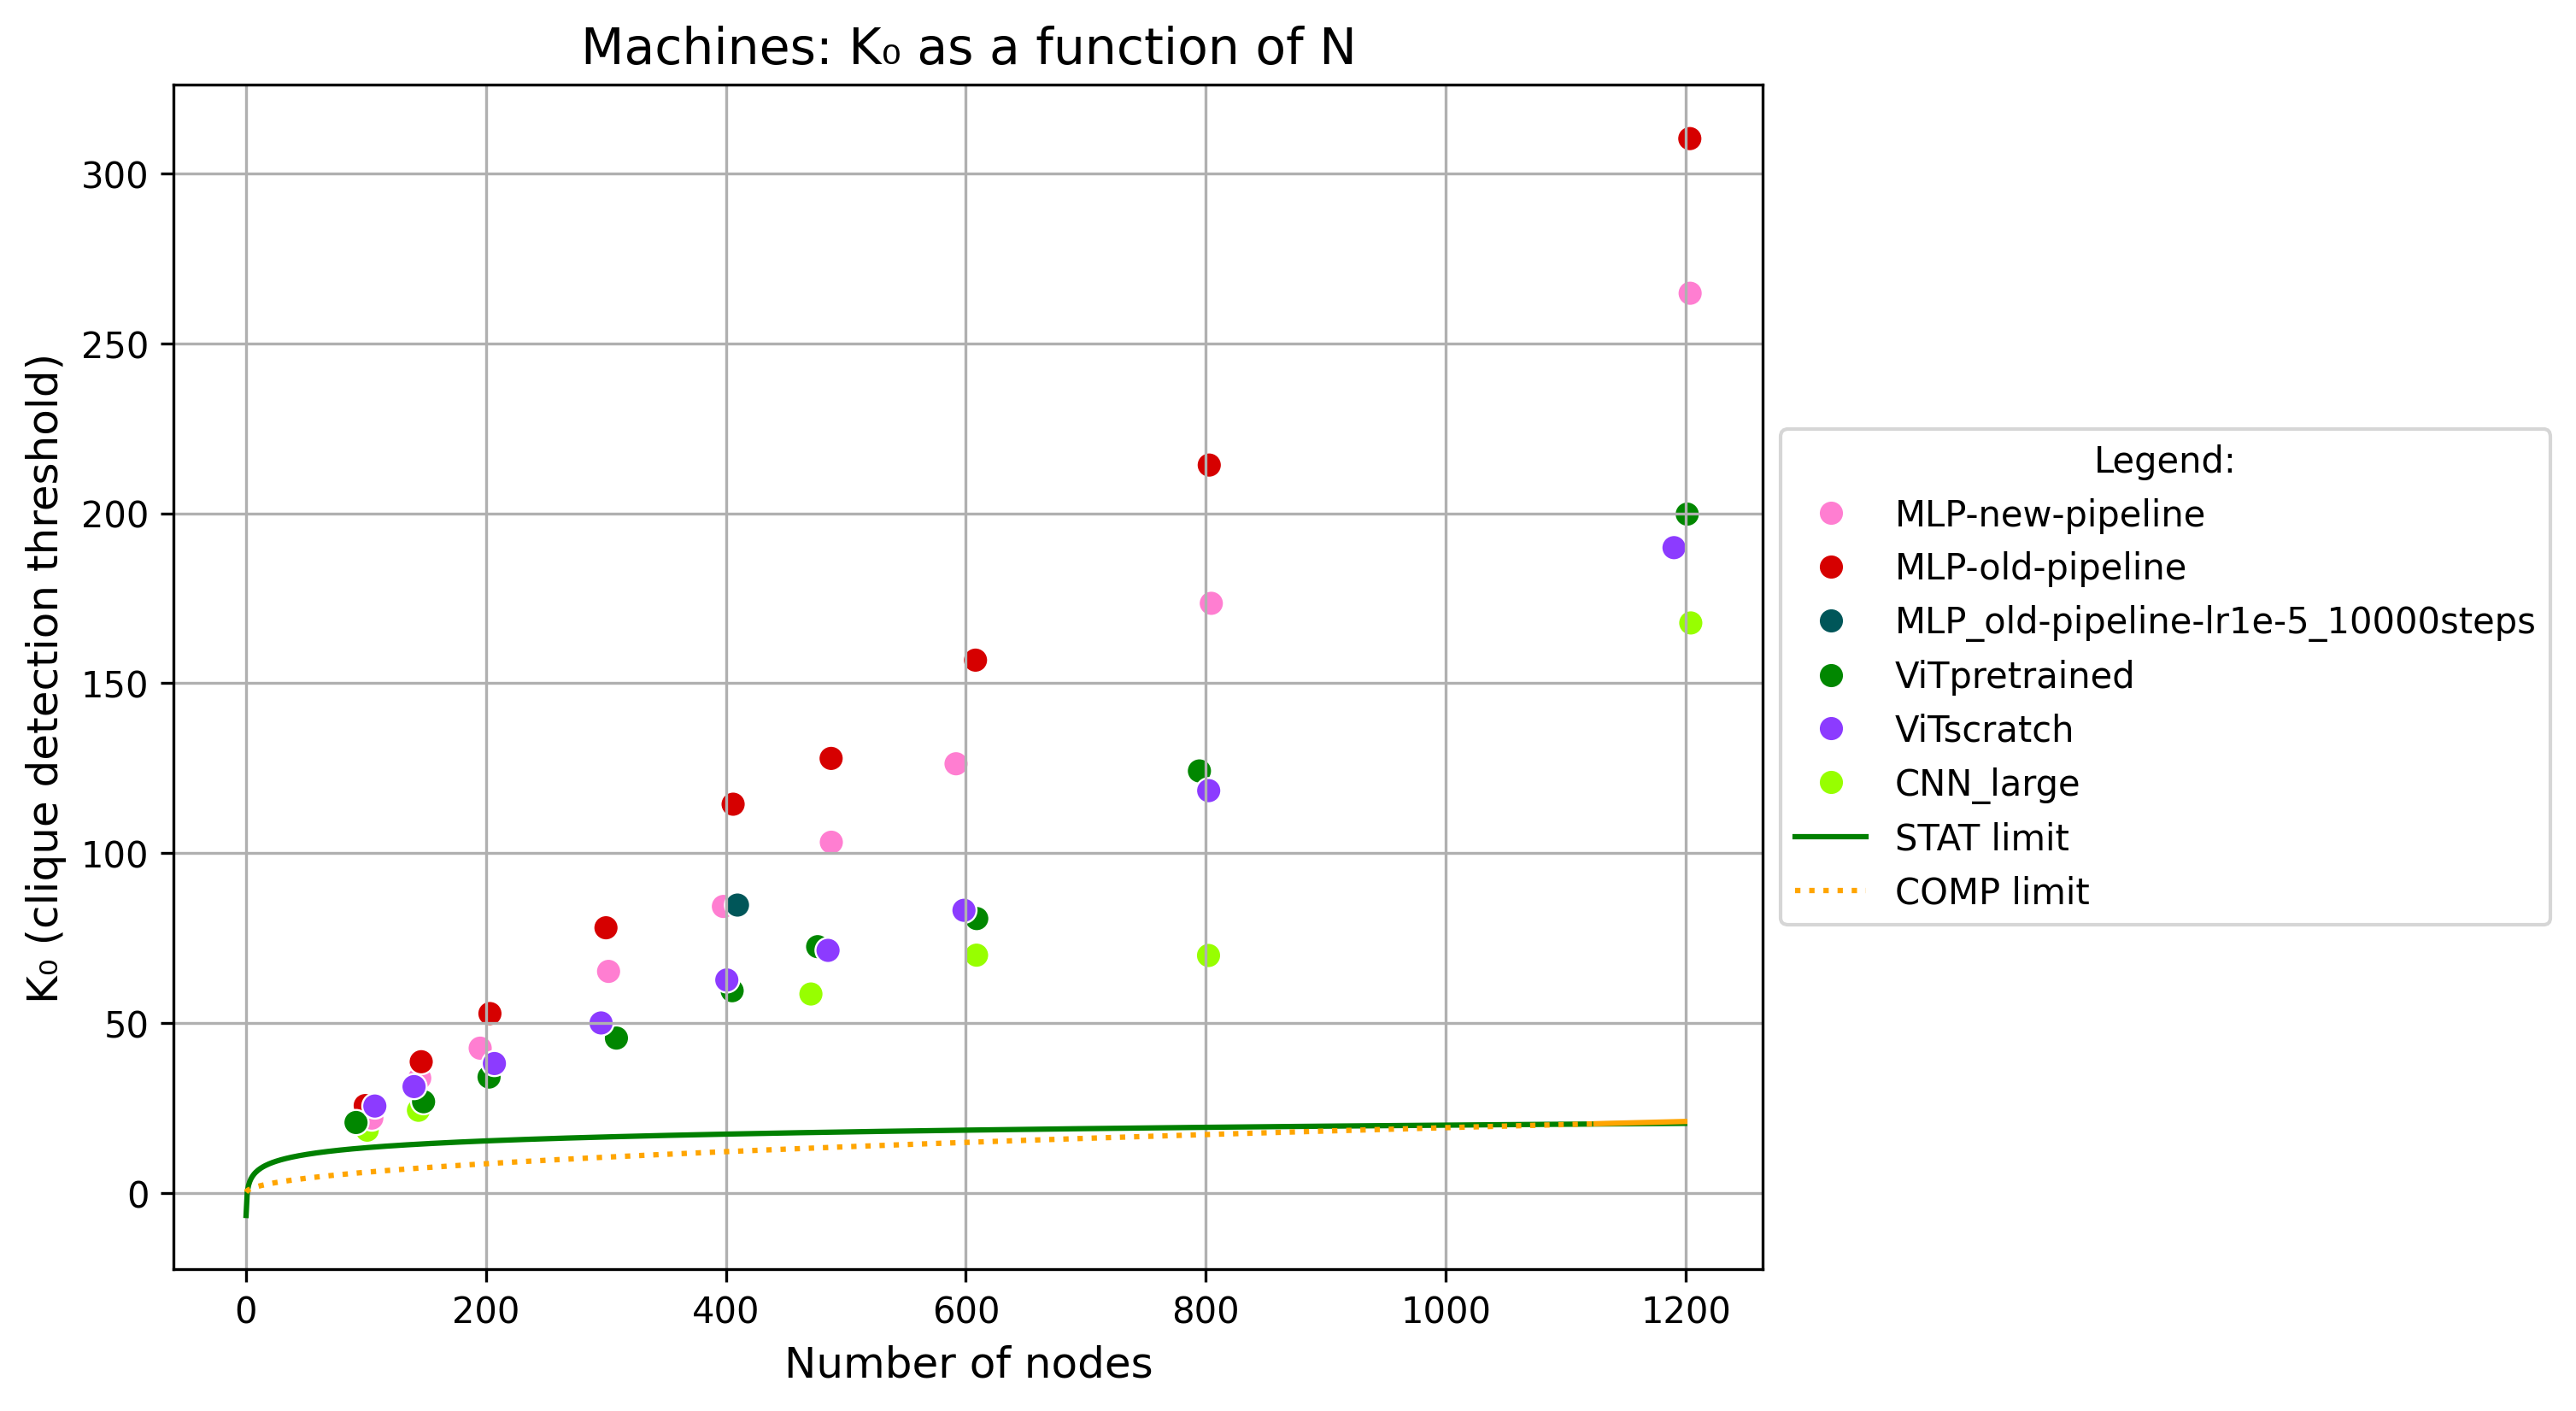 Machines: K₀ as a function of N
K₀ (clique detection threshold)
300
250
200
150
100
50
0
0 200 400 600 800 1000 1200
Number of nodes
Legend:
MLP-new-pipeline
MLP-old-pipeline
MLP_old-pipeline-lr1e-5_10000steps
ViTpretrained
ViTscratch
CNN_large
STAT limit
COMP limit